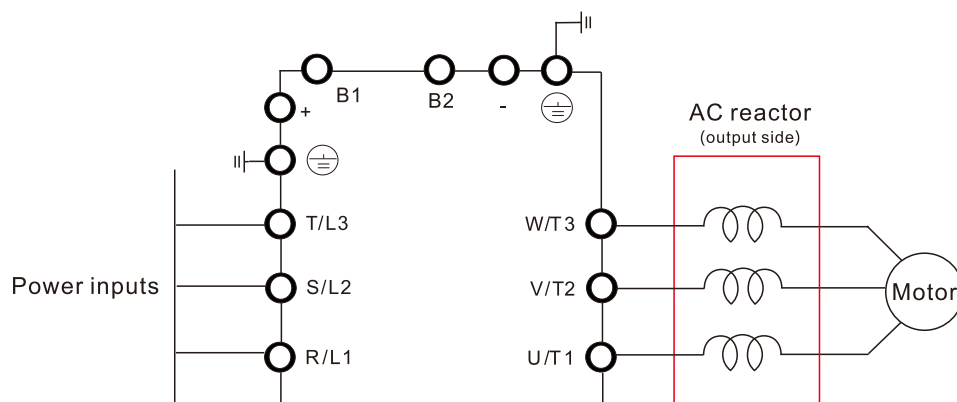 B1
B2
-
+
AC reactor
(output side)
T/L3
W/T3
Power inputs
S/L2
V/T2
Motor
R/L1
U/T1